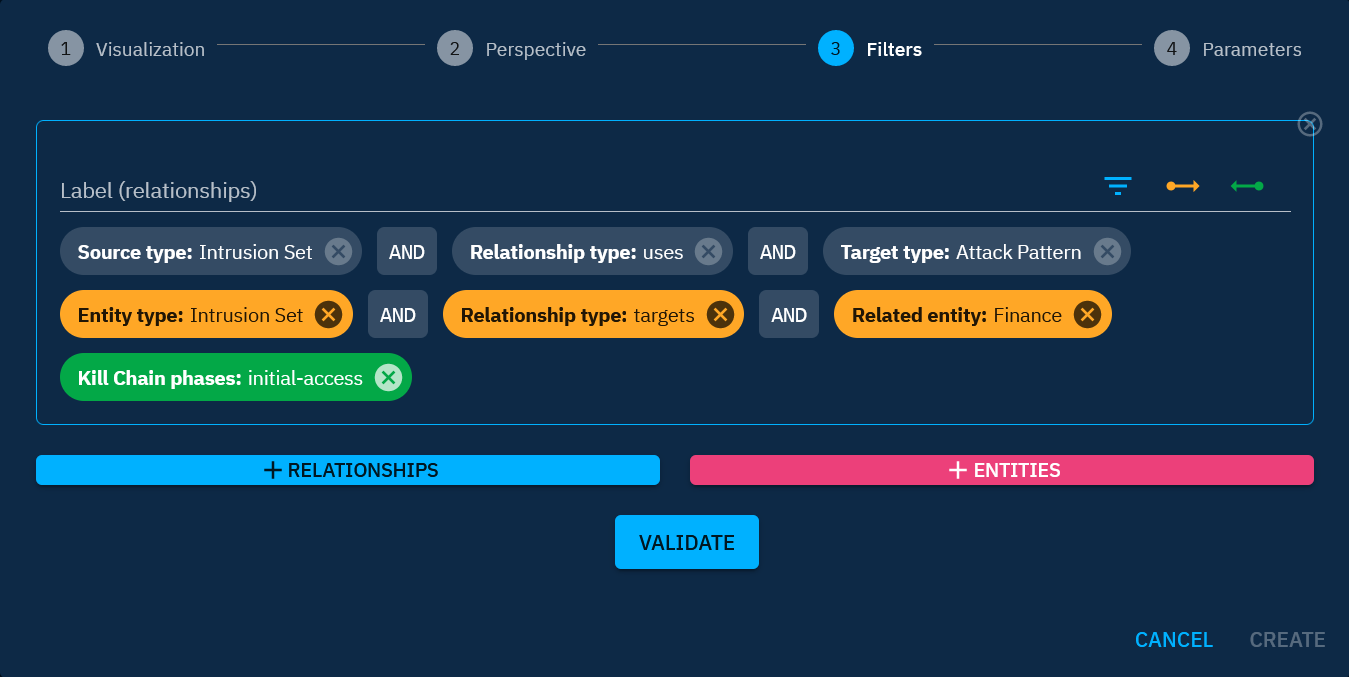 1 Visualization 2 Perspective 3 Filters 4 Parameters
Label (relationships)
Source type: Intrusion Set AND Relationship type: uses AND Target type: Attack Pattern
Entity type: Intrusion Set AND Relationship type: targets AND Related entity: Finance
Kill Chain phases: initial-access
+ RELATIONSHIPS + ENTITIES
VALIDATE
CANCEL CREATE